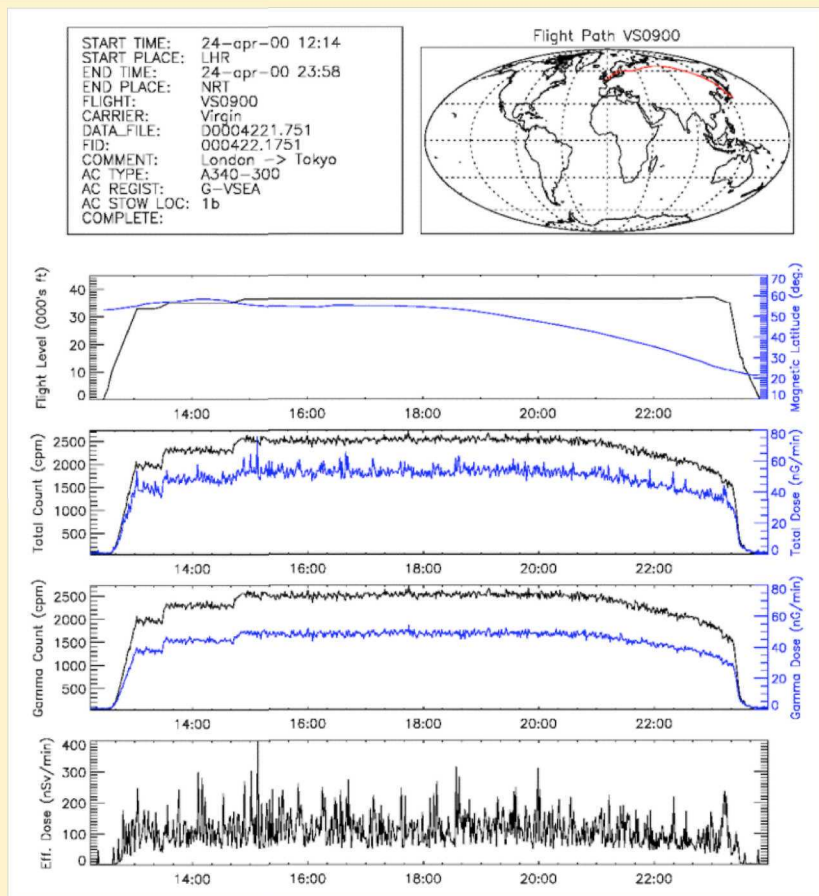 START TIME: 24-apr-00 12:14
START PLACE: LHR
END TIME: 24-apr-00 23:58
END PLACE: NRT
FLIGHT: VS0900
CARRIER: Virgin
DATA_FILE: D0004221.751
FID: 000422.1751
COMMENT: London -> Tokyo
AC TYPE: A340-300
AC REGIST: G-VSEA
AC STOW LOC: 1b
COMPLETE:
Flight Path VS0900
Flight Level (000's ft)
40
30
20
10
0
70
60
50
40
30
20
10
Magnetic Latitude (deg.)
14:00 16:00 18:00 20:00 22:00
Total Count (cpm)
2500
2000
1500
1000
500
80
60
40
20
0
Total Dose (nG/min)
14:00 16:00 18:00 20:00 22:00
Gamma Count (cpm)
2500
2000
1500
1000
500
80
60
40
20
0
Gamma Dose (nG/min)
14:00 16:00 18:00 20:00 22:00
Eff. Dose (nSv/min)
400
300
200
100
0
14:00 16:00 18:00 20:00 22:00